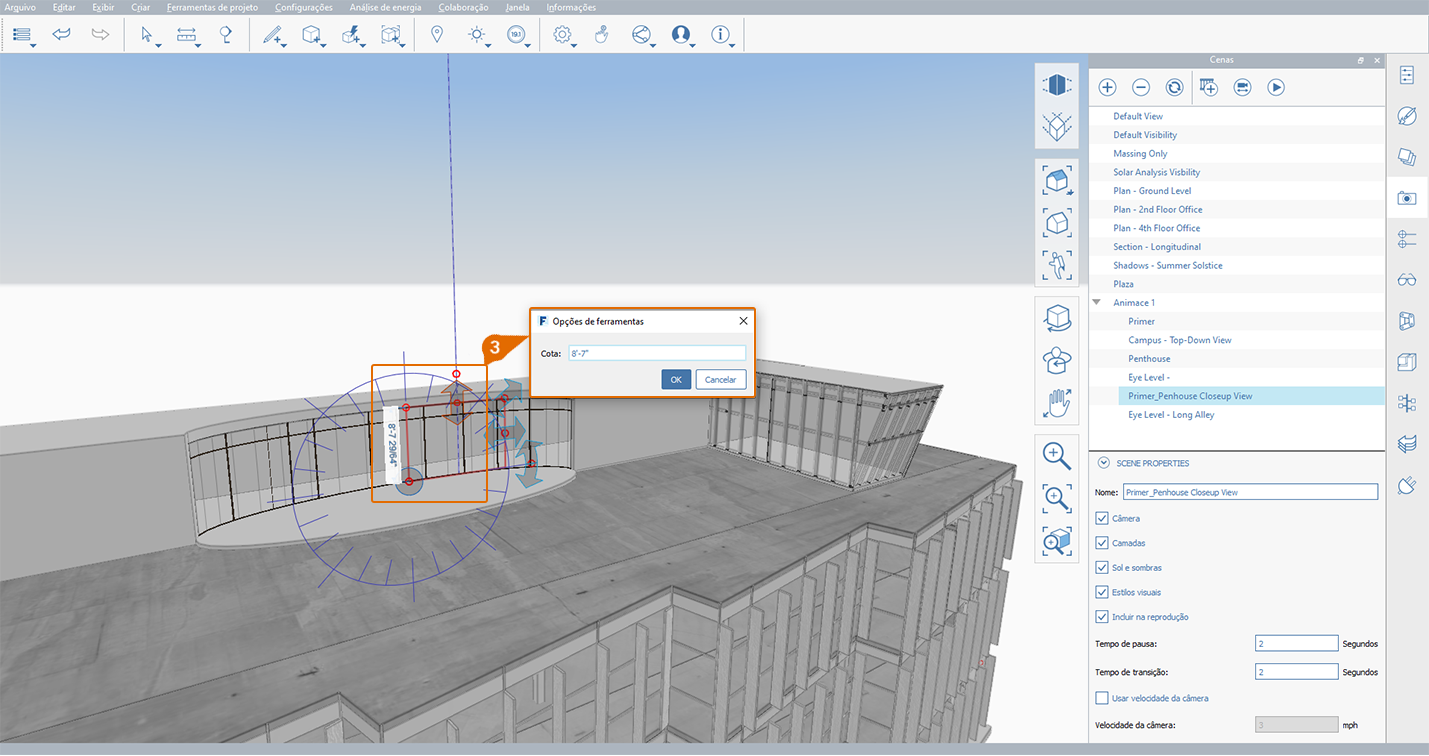 Arquivo Editar Exibir Criar Ferramentas de projeto Configurações Análise de energia Colaboração Janela Informações
19.1
Cenas
Default View
Default Visibility
Massing Only
Solar Analysis Visbility
Plan - Ground Level
Plan - 2nd Floor Office
Plan - 4th Floor Office
Section - Longitudinal
Shadows - Summer Solstice
Plaza
Animace 1
Primer
Campus - Top-Down View
Penthouse
Eye Level -
Primer_Penhouse Closeup View
Eye Level - Long Alley
3
F Opções de ferramentas
Cota: 8'-7"
OK Cancelar
8'-7 29/64"
SCENE PROPERTIES
Nome: Primer_Penhouse Closeup View
Câmera
Camadas
Sol e sombras
Estilos visuais
Incluir na reprodução
Tempo de pausa: 2 Segundos
Tempo de transição: 2 Segundos
Usar velocidade da câmera
Velocidade da câmera: 3 mph